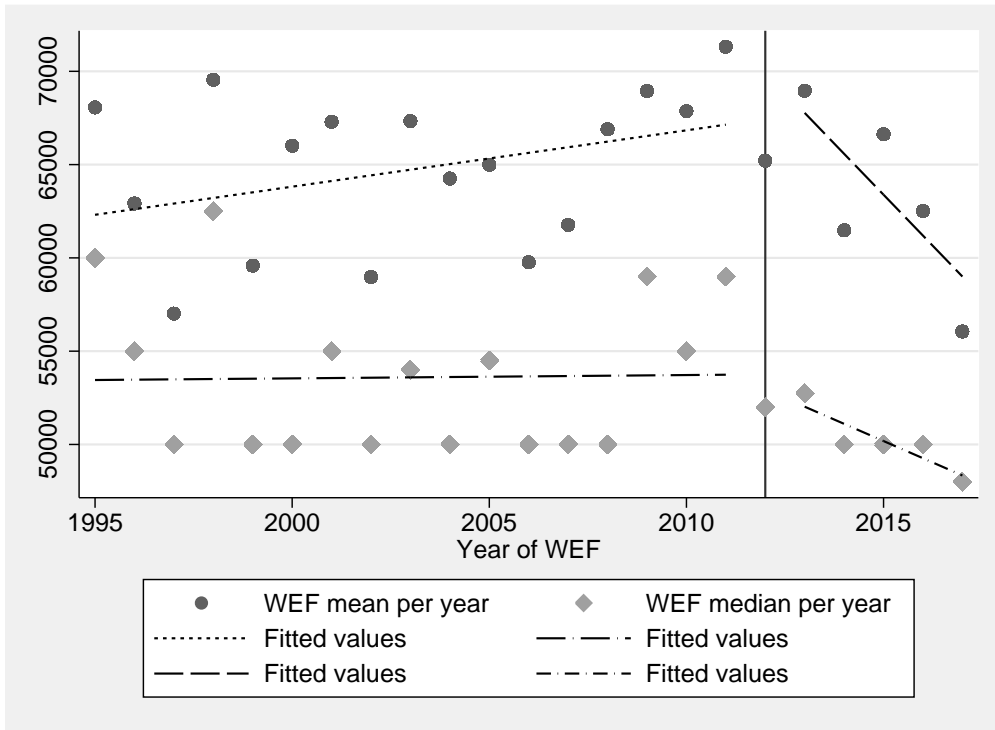 70000
65000
60000
55000
50000
1995 2000 2005 2010 2015
Year of WEF
WEF mean per year WEF median per year
Fitted values Fitted values
Fitted values Fitted values